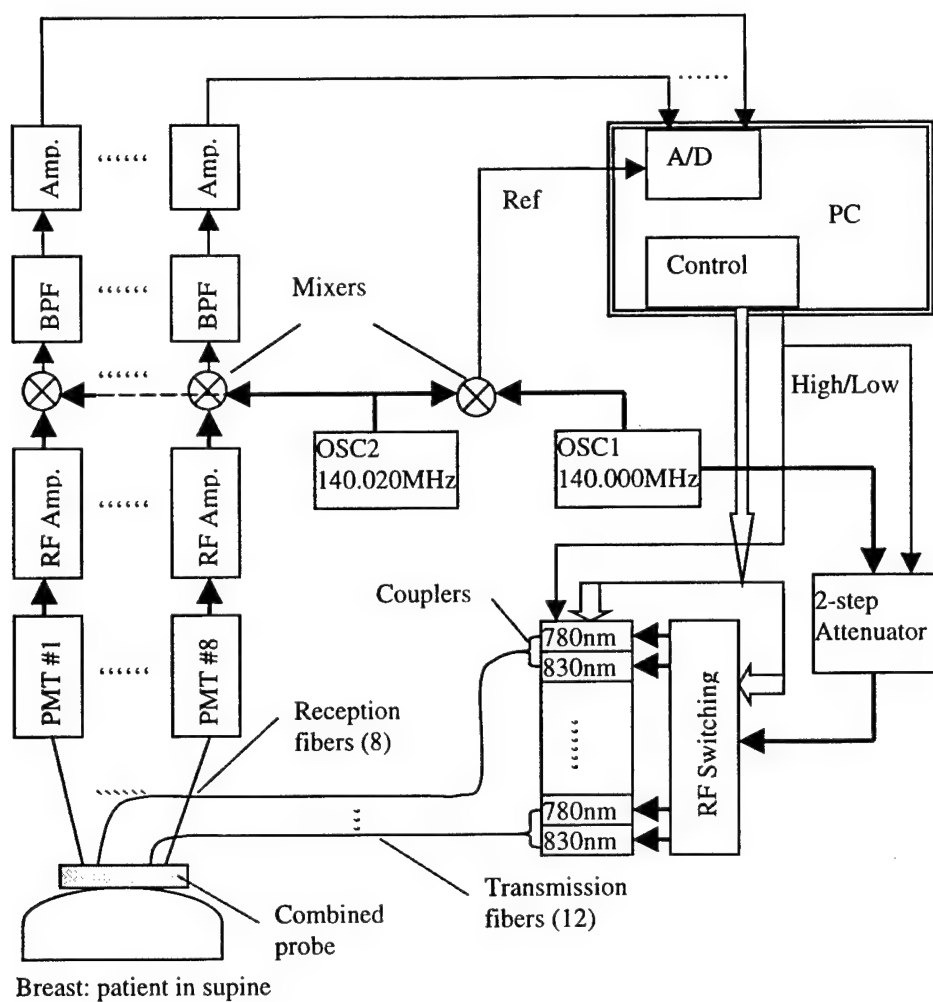 Amp.
Amp.
A/D
PC
Ref
Control
BPF
BPF
Mixers
High/Low
OSC2
140.020MHz
OSC1
140.000MHz
RF Amp.
RF Amp.
Couplers
2-step
Attenuator
780nm
830nm
PMT #1
PMT #8
Reception
fibers (8)
RF Switching
780nm
830nm
Transmission
fibers (12)
Combined
probe
Breast: patient in supine